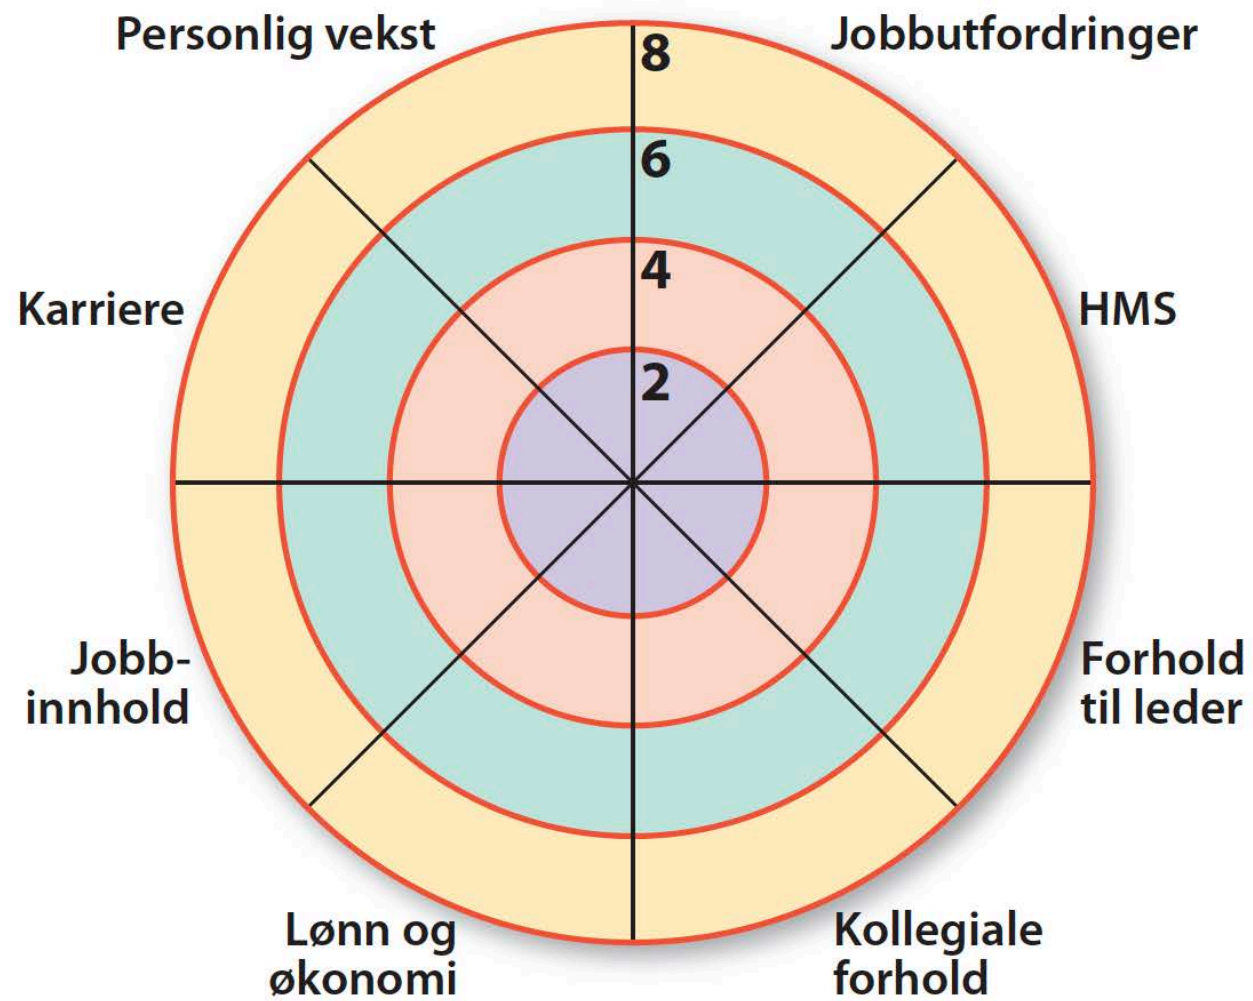 Personlig vekst
Jobbutfordringer
8
6
4
2
Karriere
HMS
Jobb-
innhold
Forhold
til leder
Lønn og
økonomi
Kollegiale
forhold